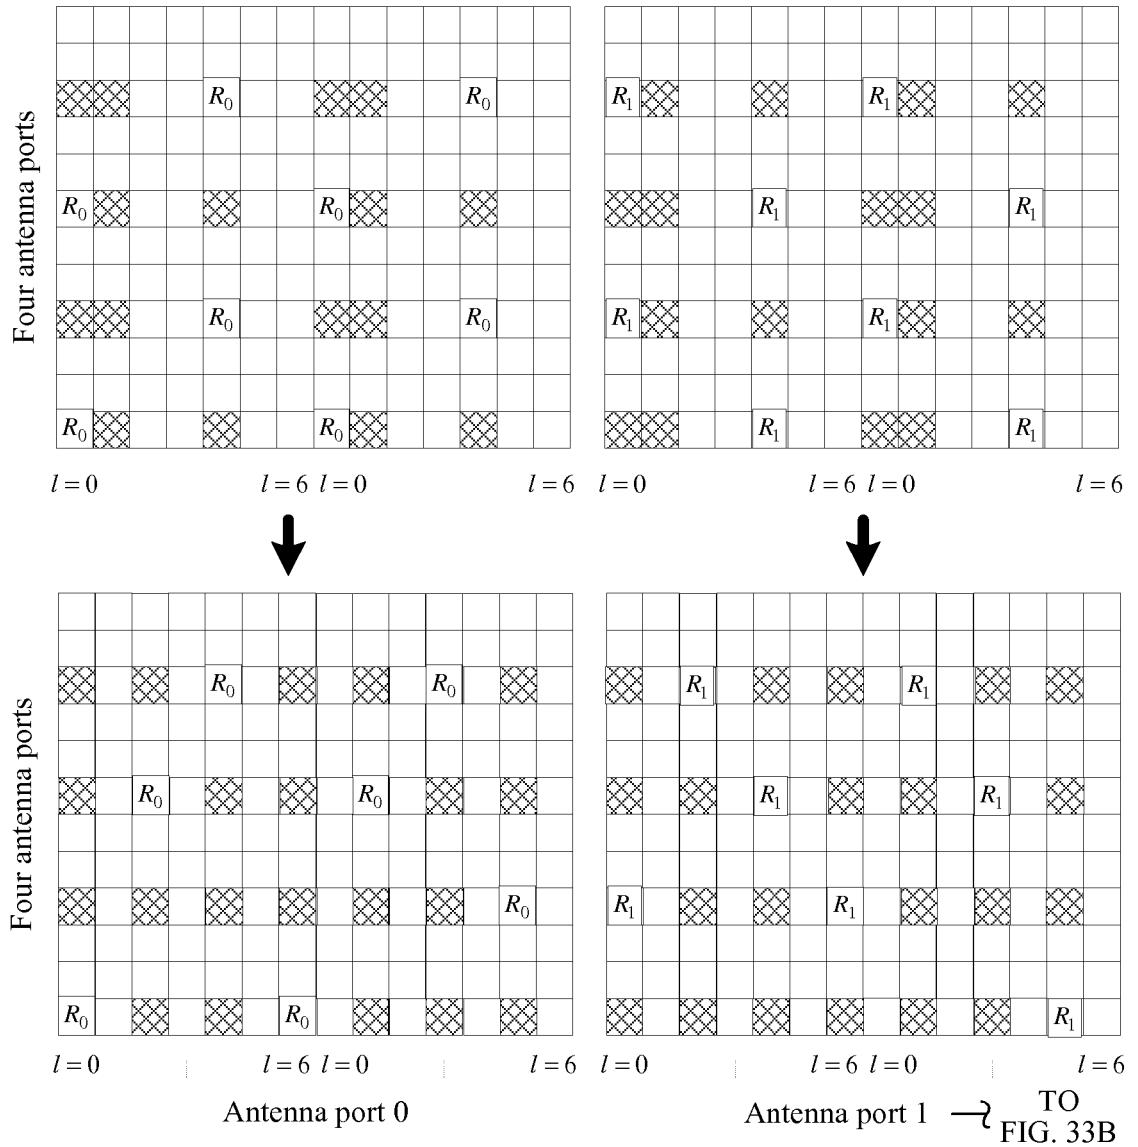 Four antenna ports
R0 R0 R1 R1
R0 R0 R1 R1
R0 R0 R1 R1
R0 R0 R1 R1
l = 0 l = 6 l = 0 l = 6 l = 0 l = 6 l = 0 l = 6
Four antenna ports
R0 R0 R1 R1
R0 R0 R1 R1
R0 R1 R1
R0 R0 R1
l = 0 l = 6 l = 0 l = 6 l = 0 l = 6 l = 0 l = 6
Antenna port 0 Antenna port 1 TO
FIG. 33B